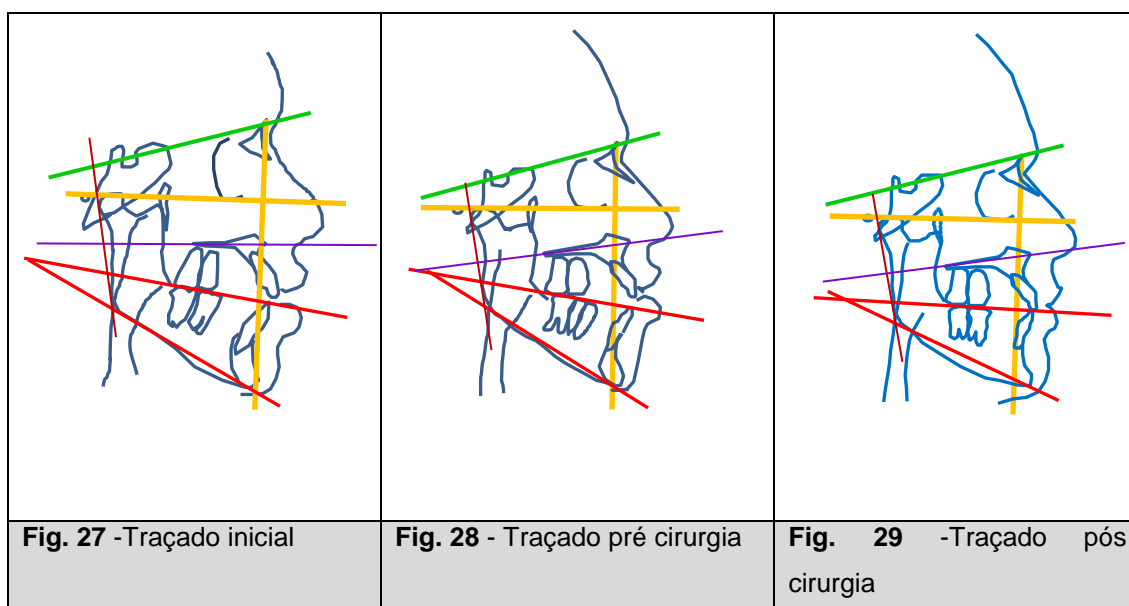 Fig. 27 -Traçado inicial
Fig. 28 - Traçado pré cirurgia
Fig. 29 -Traçado pós
cirurgia